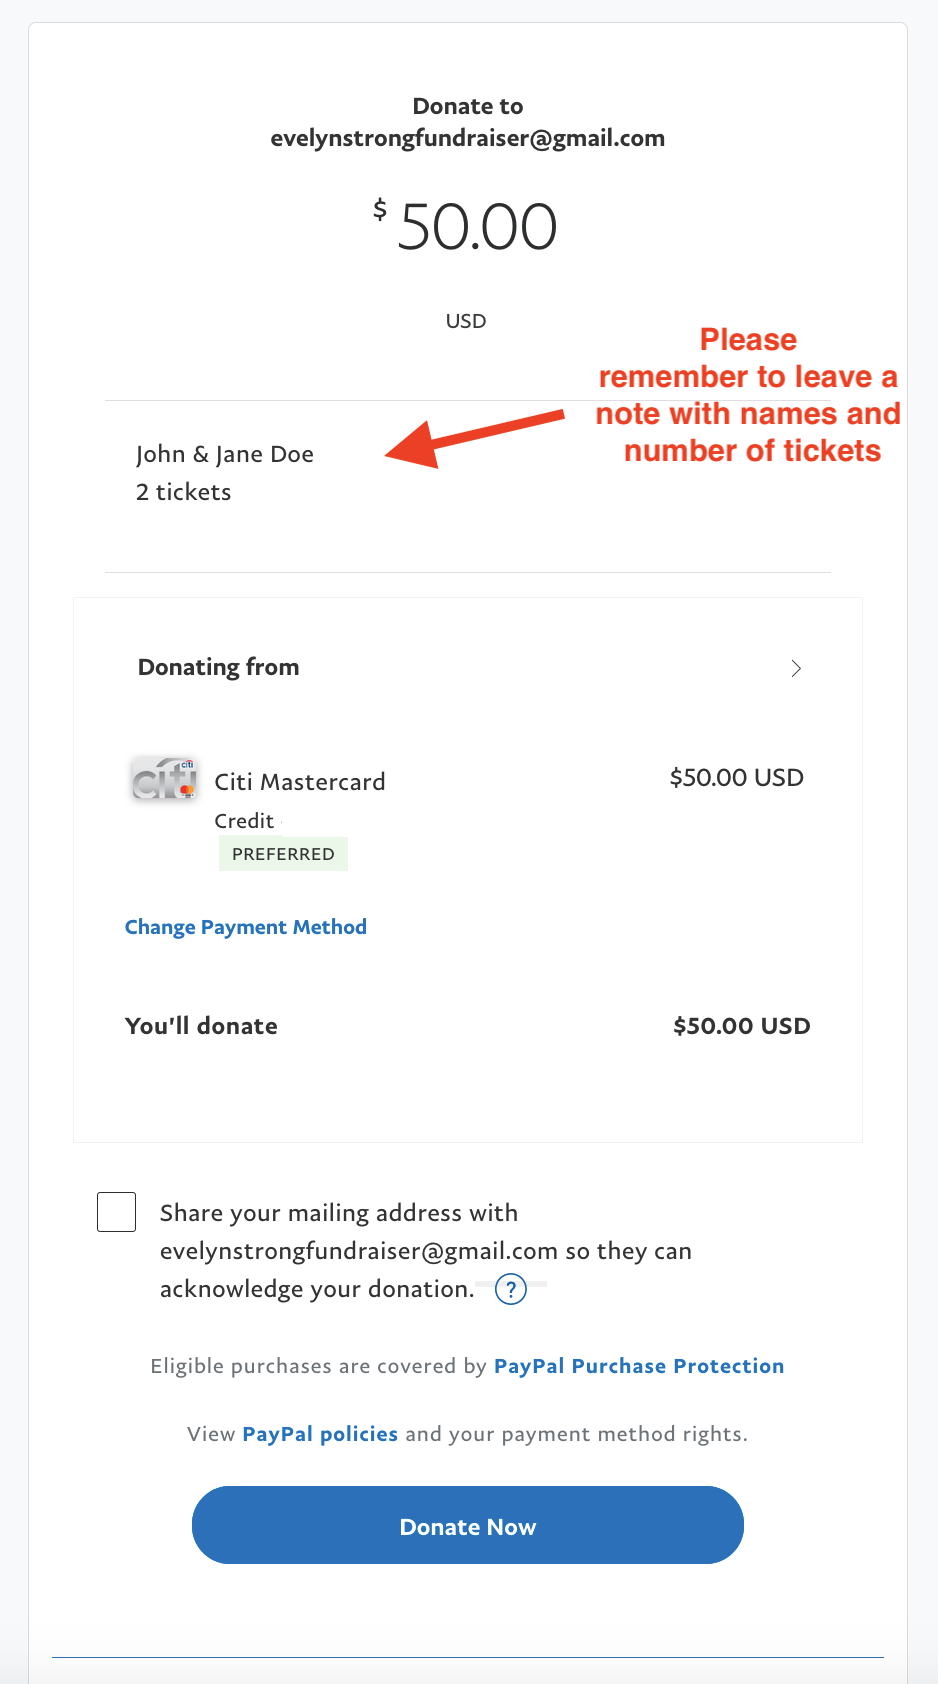 Donate to
evelynstrongfundraiser@gmail.com
$ 50.00
USD
Please
remember to leave a
note with names and
number of tickets
John & Jane Doe
2 tickets
Donating from
citi
citi
Citi Mastercard
$50.00 USD
Credit
PREFERRED
Change Payment Method
You'll donate
$50.00 USD
Share your mailing address with
evelynstrongfundraiser@gmail.com so they can
acknowledge your donation. ?
Eligible purchases are covered by PayPal Purchase Protection
View PayPal policies and your payment method rights.
Donate Now